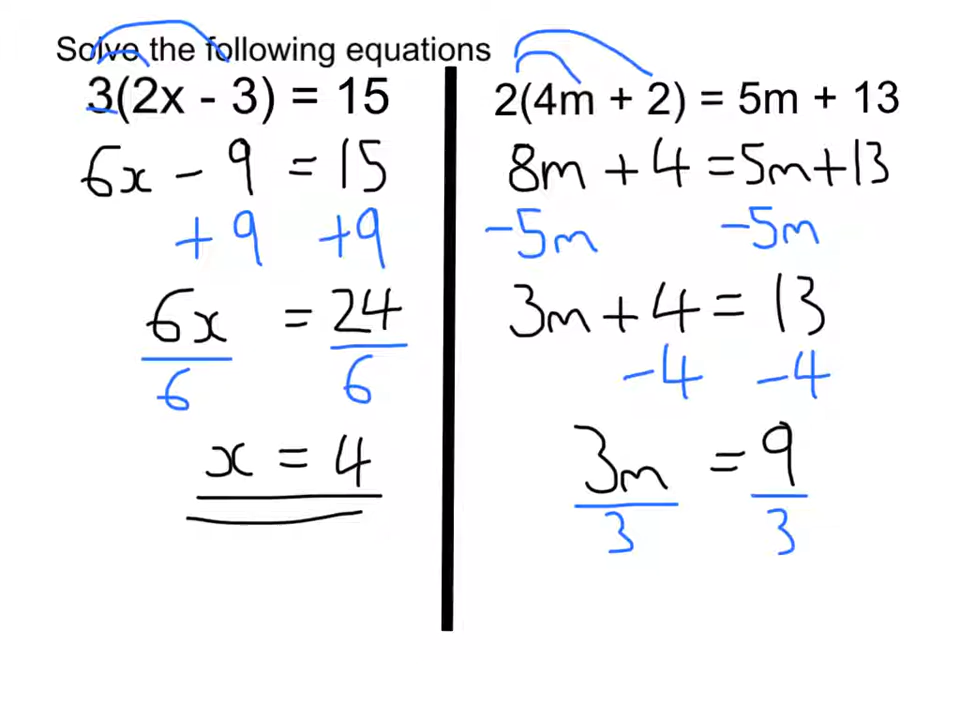 Solve the following equations
3(2x - 3) = 15
6x - 9 = 15
+9 +9
6x = 24
6 6
x = 4
2(4m + 2) = 5m + 13
8m + 4 = 5m + 13
-5m -5m
3m + 4 = 13
-4 -4
3m = 9
3 3